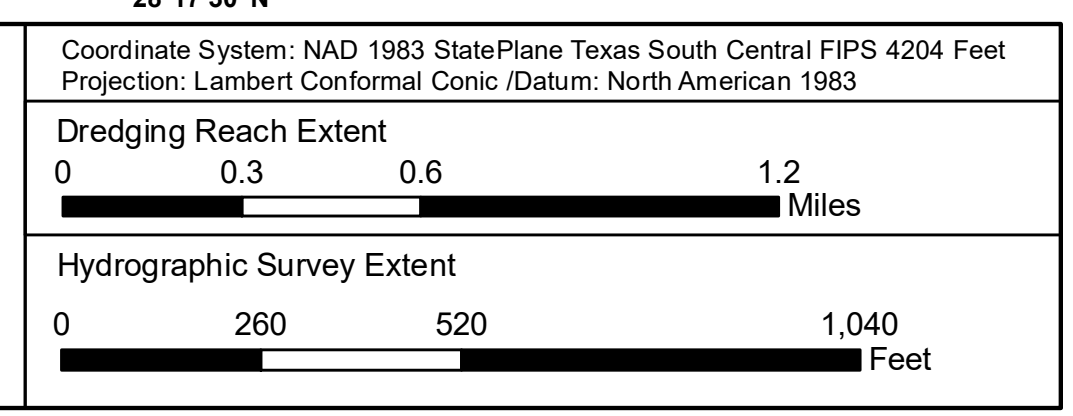 Coordinate System: NAD 1983 StatePlane Texas South Central FIPS 4204 Feet
Projection: Lambert Conformal Conic /Datum: North American 1983
Dredging Reach Extent
0 0.3 0.6 1.2
Miles
Hydrographic Survey Extent
0 260 520 1,040
Feet